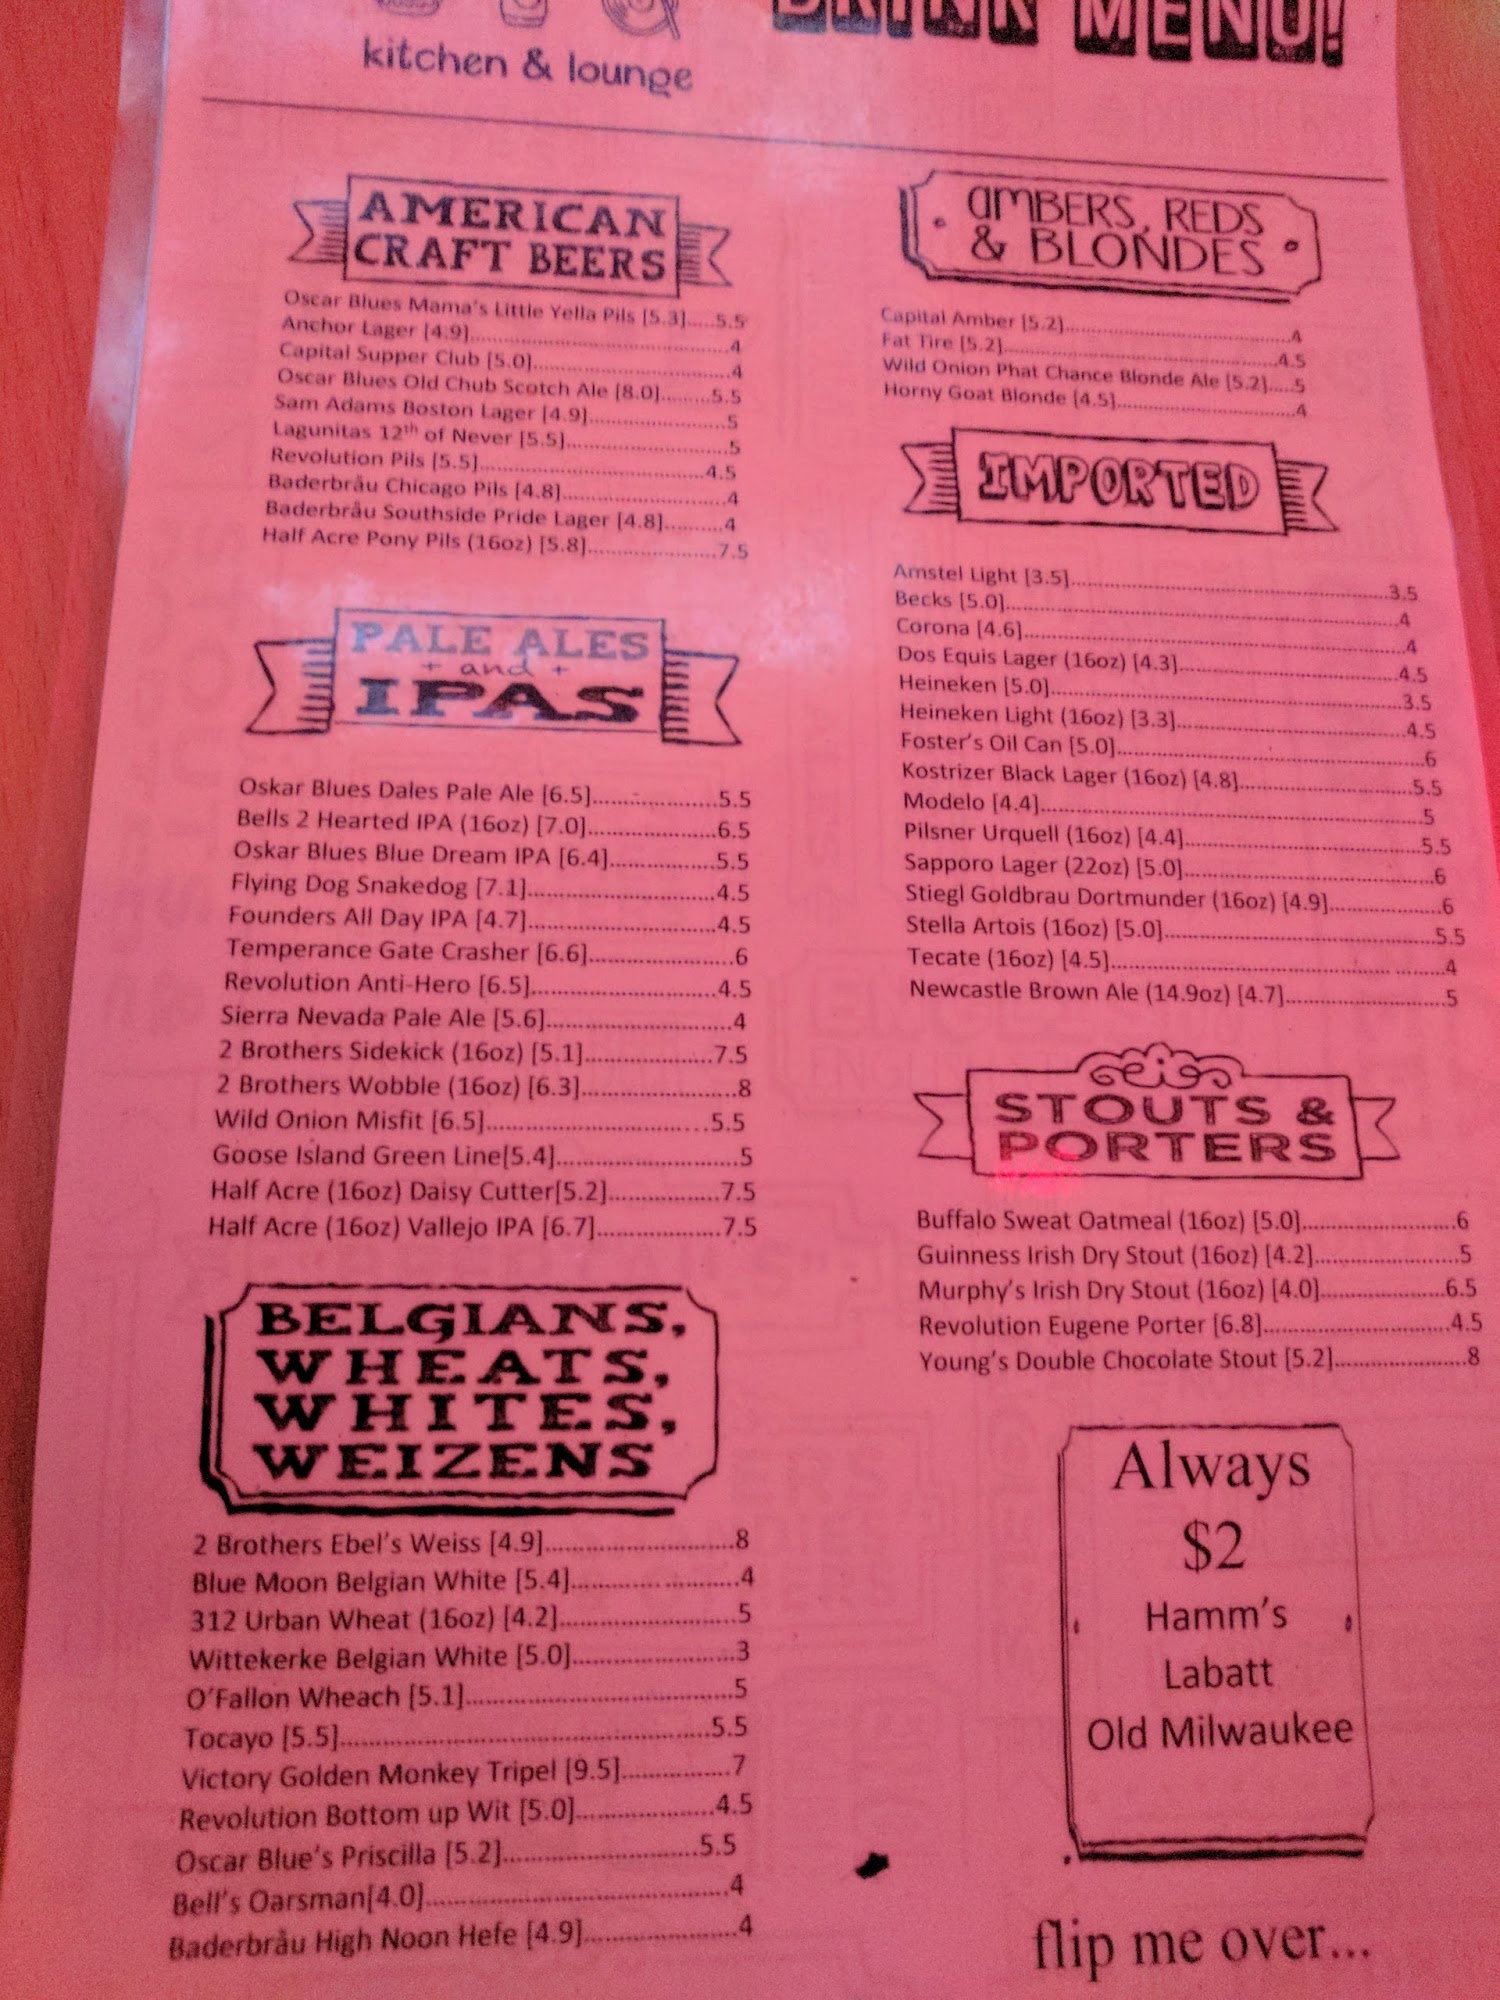 kitchen & lounge
DRINK MENU!
AMERICAN
CRAFT BEERS
Oscar Blues Mama's Little Yella Pils [5.3].....5.5
Anchor Lager [4.9]..........4
Capital Supper Club [5.0]..........4
Oscar Blues Old Chub Scotch Ale [8.0].........5.5
Sam Adams Boston Lager [4.9]..........5
Lagunitas 12th of Never [5.5]..........5
Revolution Pils [5.5]..........4.5
Baderbräu Chicago Pils [4.8]..........4
Baderbräu Southside Pride Lager [4.8]..........4
Half Acre Pony Pils (16oz) [5.8]..........7.5
PALE ALES
+ and +
IPAS
Oskar Blues Dales Pale Ale [6.5]..........5.5
Bells 2 Hearted IPA (16oz) [7.0]..........6.5
Oskar Blues Blue Dream IPA [6.4]..........5.5
Flying Dog Snakedog [7.1]..........4.5
Founders All Day IPA [4.7]..........4.5
Temperance Gate Crasher [6.6]..........6
Revolution Anti-Hero [6.5]..........4.5
Sierra Nevada Pale Ale [5.6]..........4
2 Brothers Sidekick (16oz) [5.1]..........7.5
2 Brothers Wobble (16oz) [6.3]..........8
Wild Onion Misfit [6.5]..........5.5
Goose Island Green Line[5.4]..........5
Half Acre (16oz) Daisy Cutter[5.2]..........7.5
Half Acre (16oz) Vallejo IPA [6.7]..........7.5
BELGIANS,
WHEATS,
WHITES,
WEIZENS
2 Brothers Ebel's Weiss [4.9]..........8
Blue Moon Belgian White [5.4]..........4
312 Urban Wheat (16oz) [4.2]..........5
Wittekerke Belgian White [5.0]..........3
O'Fallon Wheach [5.1]..........5
Tocayo [5.5]..........5.5
Victory Golden Monkey Tripel [9.5]..........7
Revolution Bottom up Wit [5.0]..........4.5
Oscar Blue's Priscilla [5.2]..........5.5
Bell's Oarsman[4.0]..........4
Baderbräu High Noon Hefe [4.9]..........4
AMBERS, REDS
& BLONDES
Capital Amber [5.2]..........4
Fat Tire [5.2]..........4.5
Wild Onion Phat Chance Blonde Ale [5.2].....5
Horny Goat Blonde [4.5]..........4
IMPORTED
Amstel Light [3.5]..........3.5
Becks [5.0]..........4
Corona [4.6]..........4
Dos Equis Lager (16oz) [4.3]..........4.5
Heineken [5.0]..........3.5
Heineken Light (16oz) [3.3]..........4.5
Foster's Oil Can [5.0]..........6
Kostrizer Black Lager (16oz) [4.8]..........5.5
Modelo [4.4]..........5
Pilsner Urquell (16oz) [4.4]..........5.5
Sapporo Lager (22oz) [5.0]..........6
Stiegl Goldbrau Dortmunder (16oz) [4.9]..........6
Stella Artois (16oz) [5.0]..........5.5
Tecate (16oz) [4.5]..........4
Newcastle Brown Ale (14.9oz) [4.7]..........5
STOUTS &
PORTERS
Buffalo Sweat Oatmeal (16oz) [5.0]..........6
Guinness Irish Dry Stout (16oz) [4.2]..........5
Murphy's Irish Dry Stout (16oz) [4.0]..........6.5
Revolution Eugene Porter [6.8]..........4.5
Young's Double Chocolate Stout [5.2]..........8
Always
$2
Hamm's
Labatt
Old Milwaukee
flip me over...